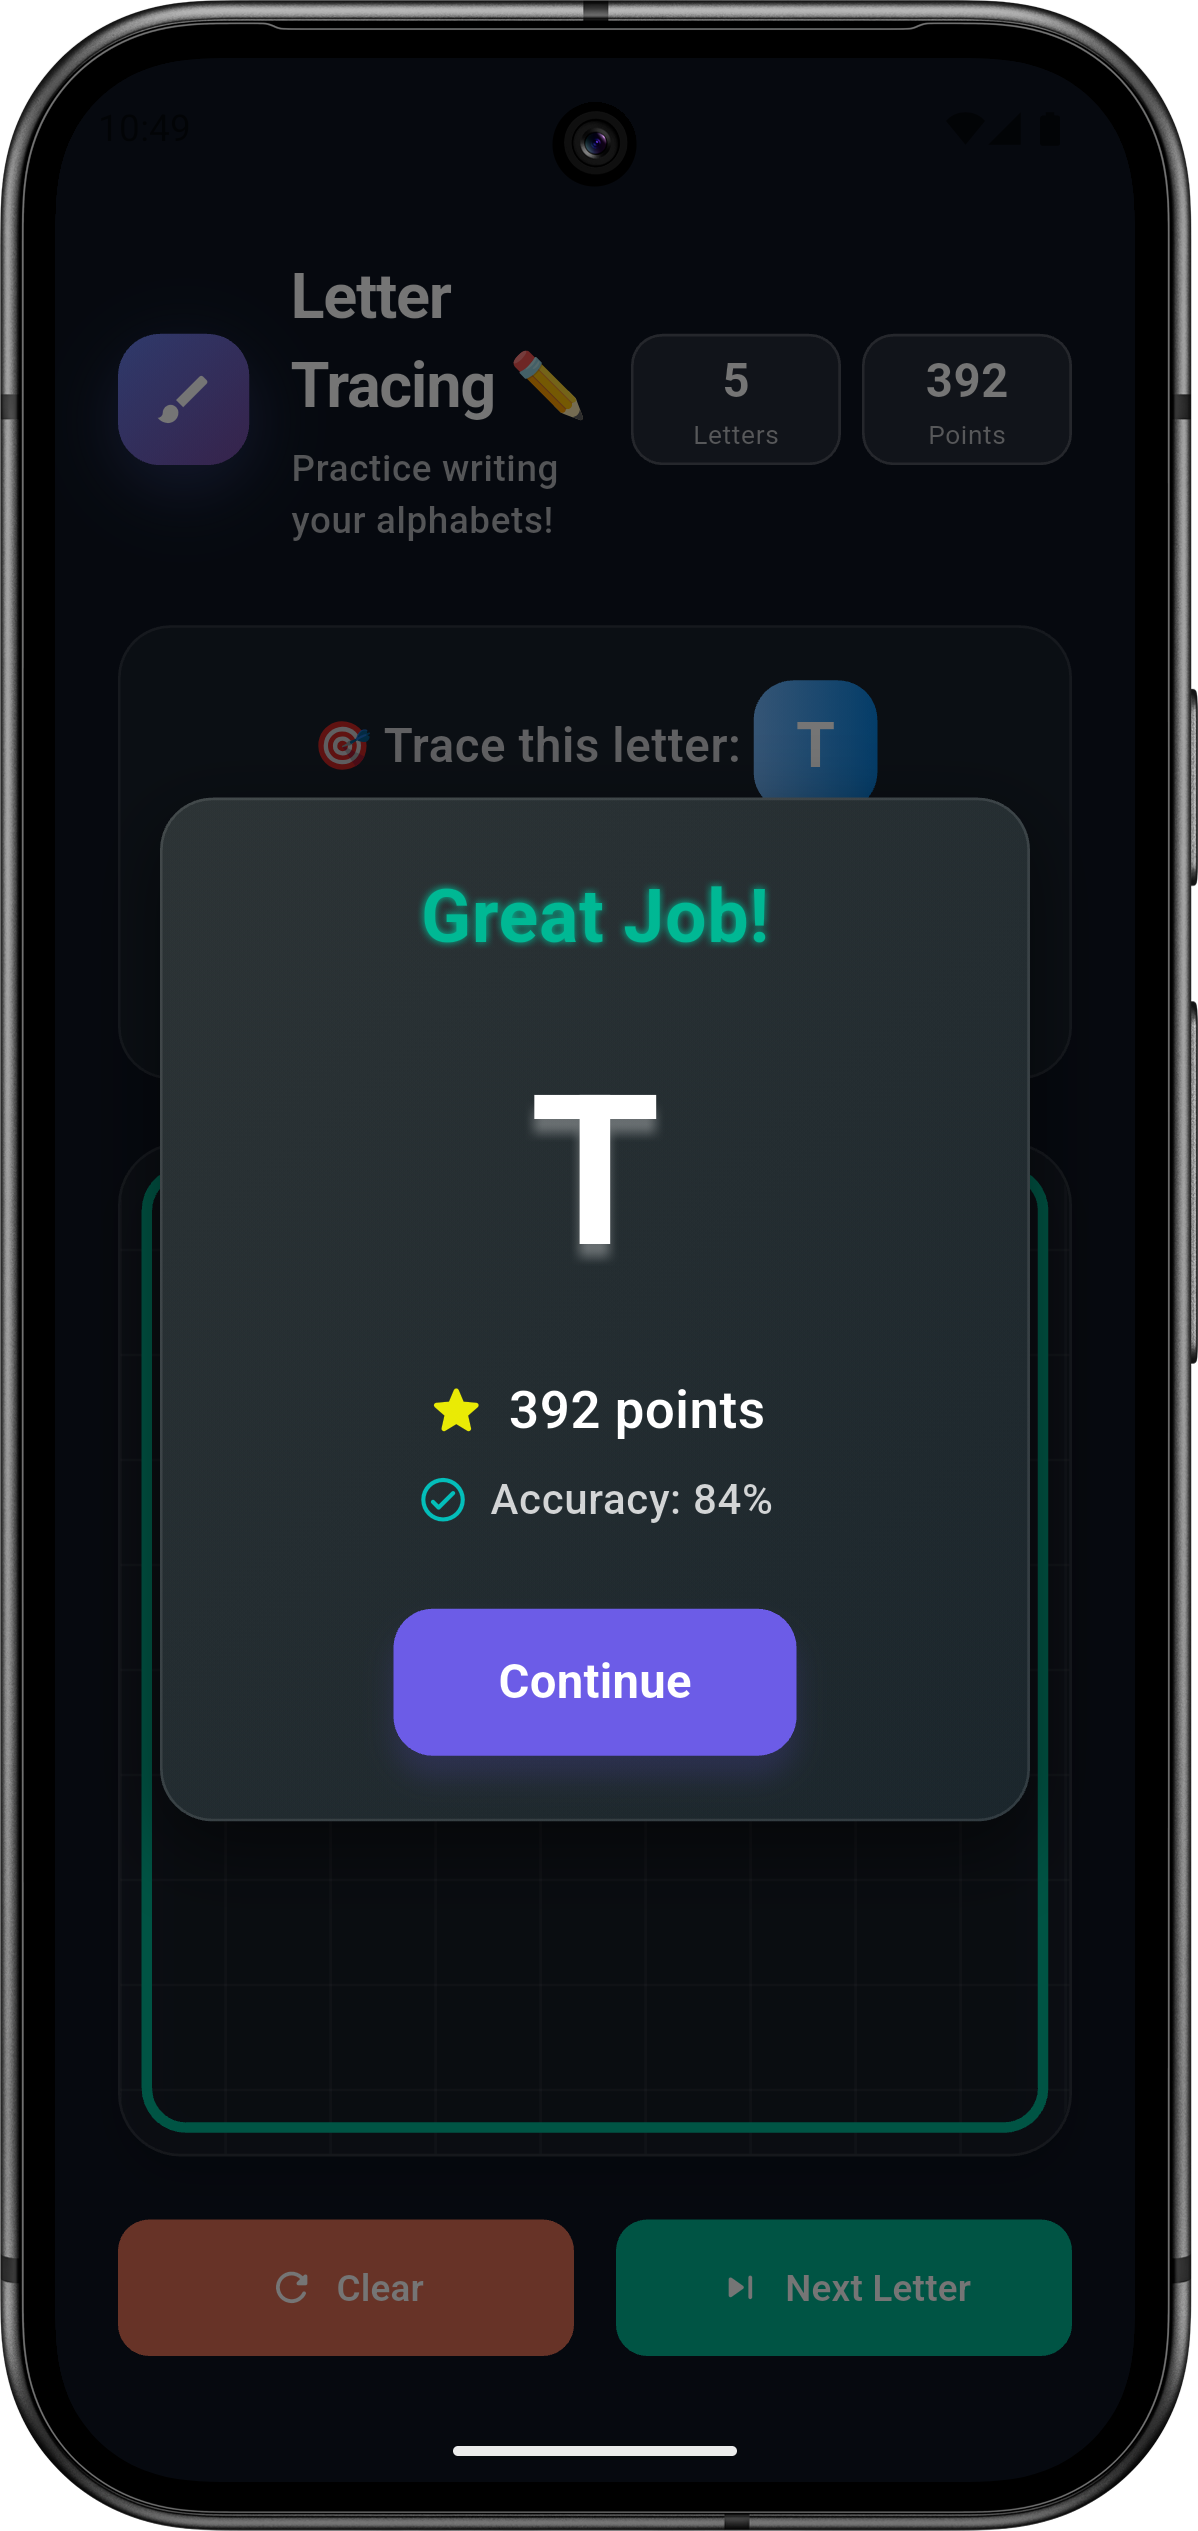 10:49
Letter
Tracing ✏️
Practice writing
your alphabets!
5
Letters
392
Points
🎯 Trace this letter: T
Great Job!
T
392 points
Accuracy: 84%
Continue
Clear
Next Letter